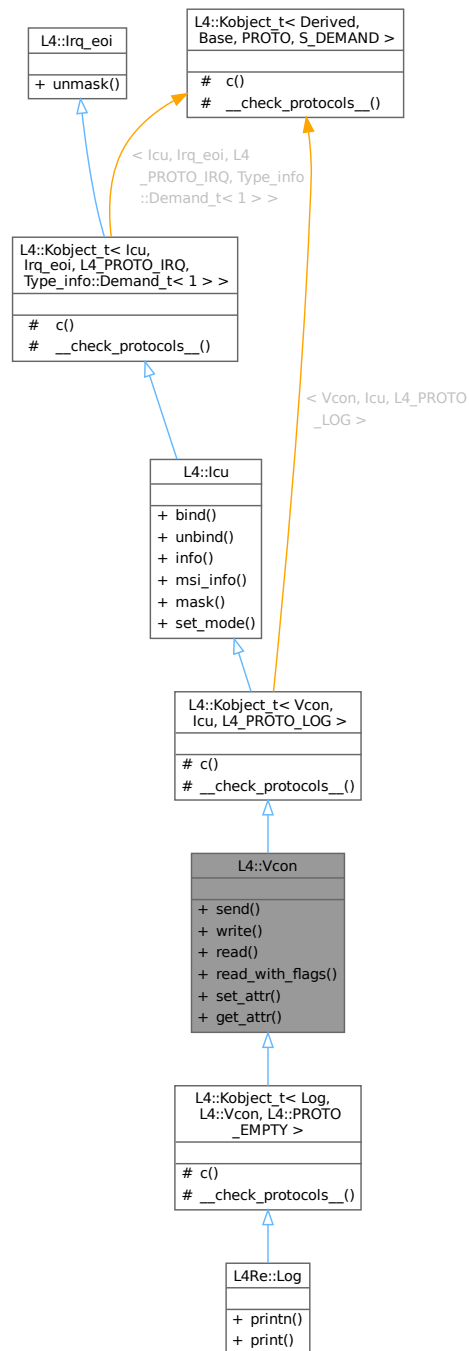 L4::Irq_eoi
+ unmask()
L4::Kobject_t< Derived,
Base, PROTO, S_DEMAND >
# c()
# __check_protocols__()
< Icu, Irq_eoi, L4
_PROTO_IRQ, Type_info
::Demand_t< 1 > >
L4::Kobject_t< Icu,
Irq_eoi, L4_PROTO_IRQ,
Type_info::Demand_t< 1 > >
# c()
# __check_protocols__()
< Vcon, Icu, L4_PROTO
_LOG >
L4::Icu
+ bind()
+ unbind()
+ info()
+ msi_info()
+ mask()
+ set_mode()
L4::Kobject_t< Vcon,
Icu, L4_PROTO_LOG >
# c()
# __check_protocols__()
L4::Vcon
+ send()
+ write()
+ read()
+ read_with_flags()
+ set_attr()
+ get_attr()
L4::Kobject_t< Log,
L4::Vcon, L4::PROTO
_EMPTY >
# c()
# __check_protocols__()
L4Re::Log
+ printn()
+ print()